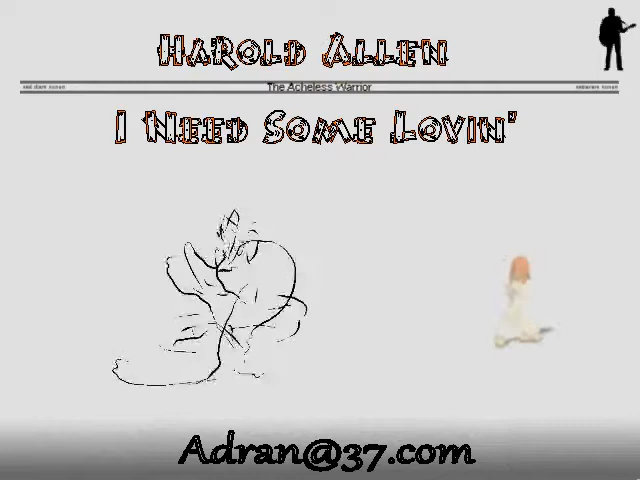 Harold Allen
The Acheless Warrior
I Need Some Lovin'
Adran@37.com